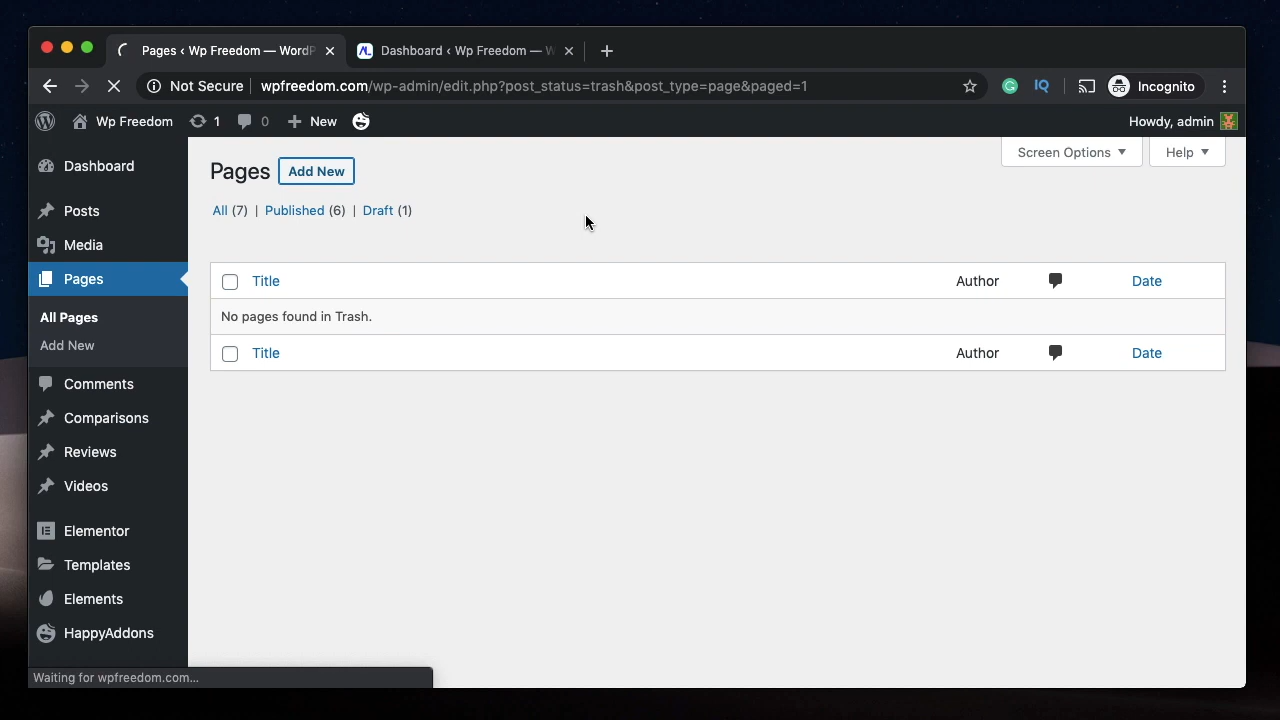 Pages ‹ Wp Freedom — WordP
Dashboard ‹ Wp Freedom — W
Not Secure
wpfreedom.com/wp-admin/edit.php?post_status=trash&post_type=page&paged=1
IQ
Incognito
Wp Freedom
1
0
New
Howdy, admin
Dashboard
Posts
Media
Pages
All Pages
Add New
Comments
Comparisons
Reviews
Videos
Elementor
Templates
Elements
HappyAddons
Screen Options
Help
Pages
Add New
All (7) | Published (6) | Draft (1)
Title Author Date
No pages found in Trash.
Title Author Date
Waiting for wpfreedom.com...